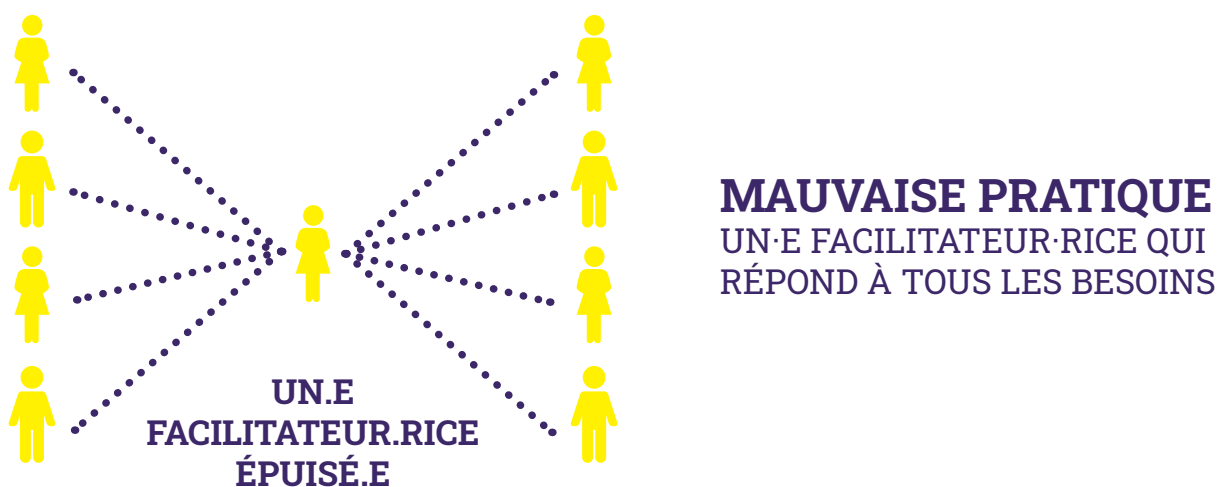 UN.E
FACILITATEUR.RICE
ÉPUISÉ.E
MAUVAISE PRATIQUE
UN·E FACILITATEUR·RICE QUI
RÉPOND À TOUS LES BESOINS